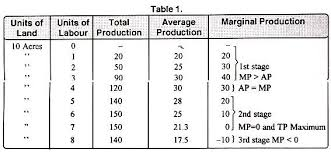 Table 1.
Units of Land | Units of Labour | Total Production | Average Production | Marginal Production
10 Acres | 0 | – | – | –
" | 1 | 20 | 20 | 20
" | 2 | 50 | 25 | 30 1st stage
" | 3 | 90 | 30 | 40 MP > AP
" | 4 | 120 | 30 | 30 AP = MP
" | 5 | 140 | 28 | 20
" | 6 | 150 | 25 | 10 2nd stage
" | 7 | 150 | 21.3 | 0 MP=0 and TP Maximum
" | 8 | 140 | 17.5 | –10 3rd stage MP < 0